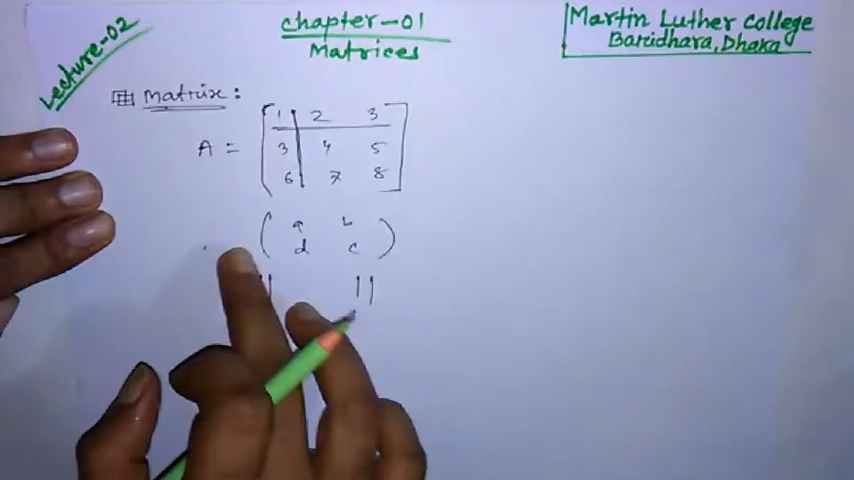 Lecture-02
chapter-01
Matrices
Martin Luther College
Baridhara, Dhaka
Matrix:
A = [ 1 2 3
3 4 5
6 7 8 ]
( a b
d c )
|| ||